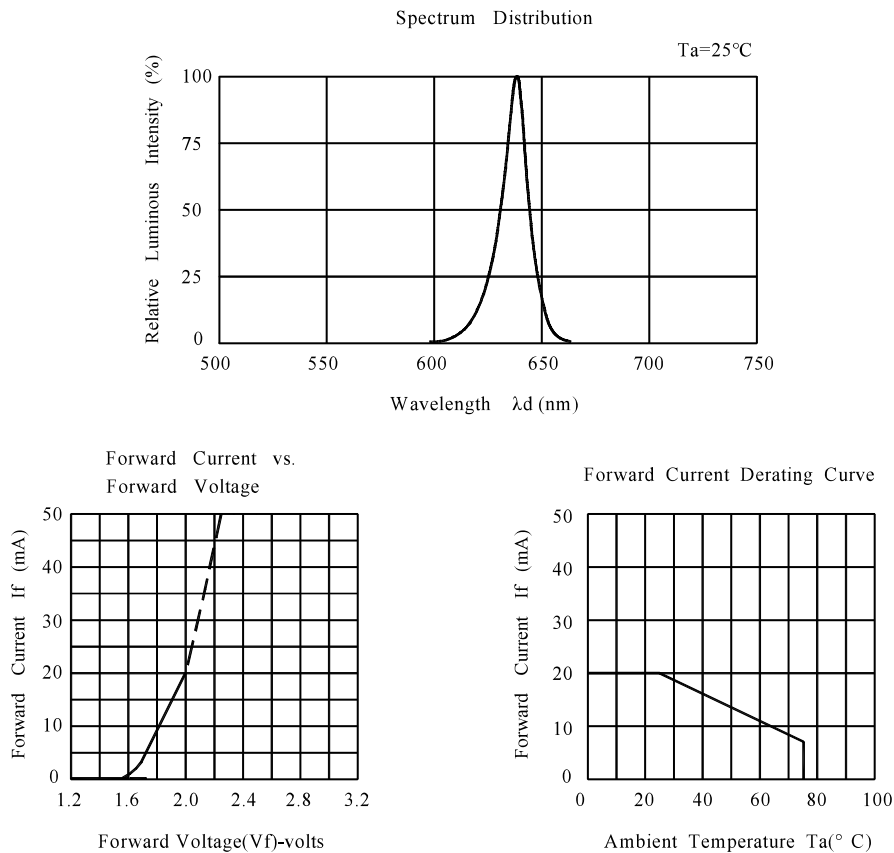 Spectrum Distribution
Ta=25°C
Relative Luminous Intensity (%)
100
75
50
25
0
500 550 600 650 700 750
Wavelength λd (nm)
Forward Current vs.
Forward Voltage
Forward Current If (mA)
50
40
30
20
10
0
1.2 1.6 2.0 2.4 2.8 3.2
Forward Voltage(Vf)-volts
Forward Current Derating Curve
Forward Current If (mA)
50
40
30
20
10
0
0 20 40 60 80 100
Ambient Temperature Ta(° C)